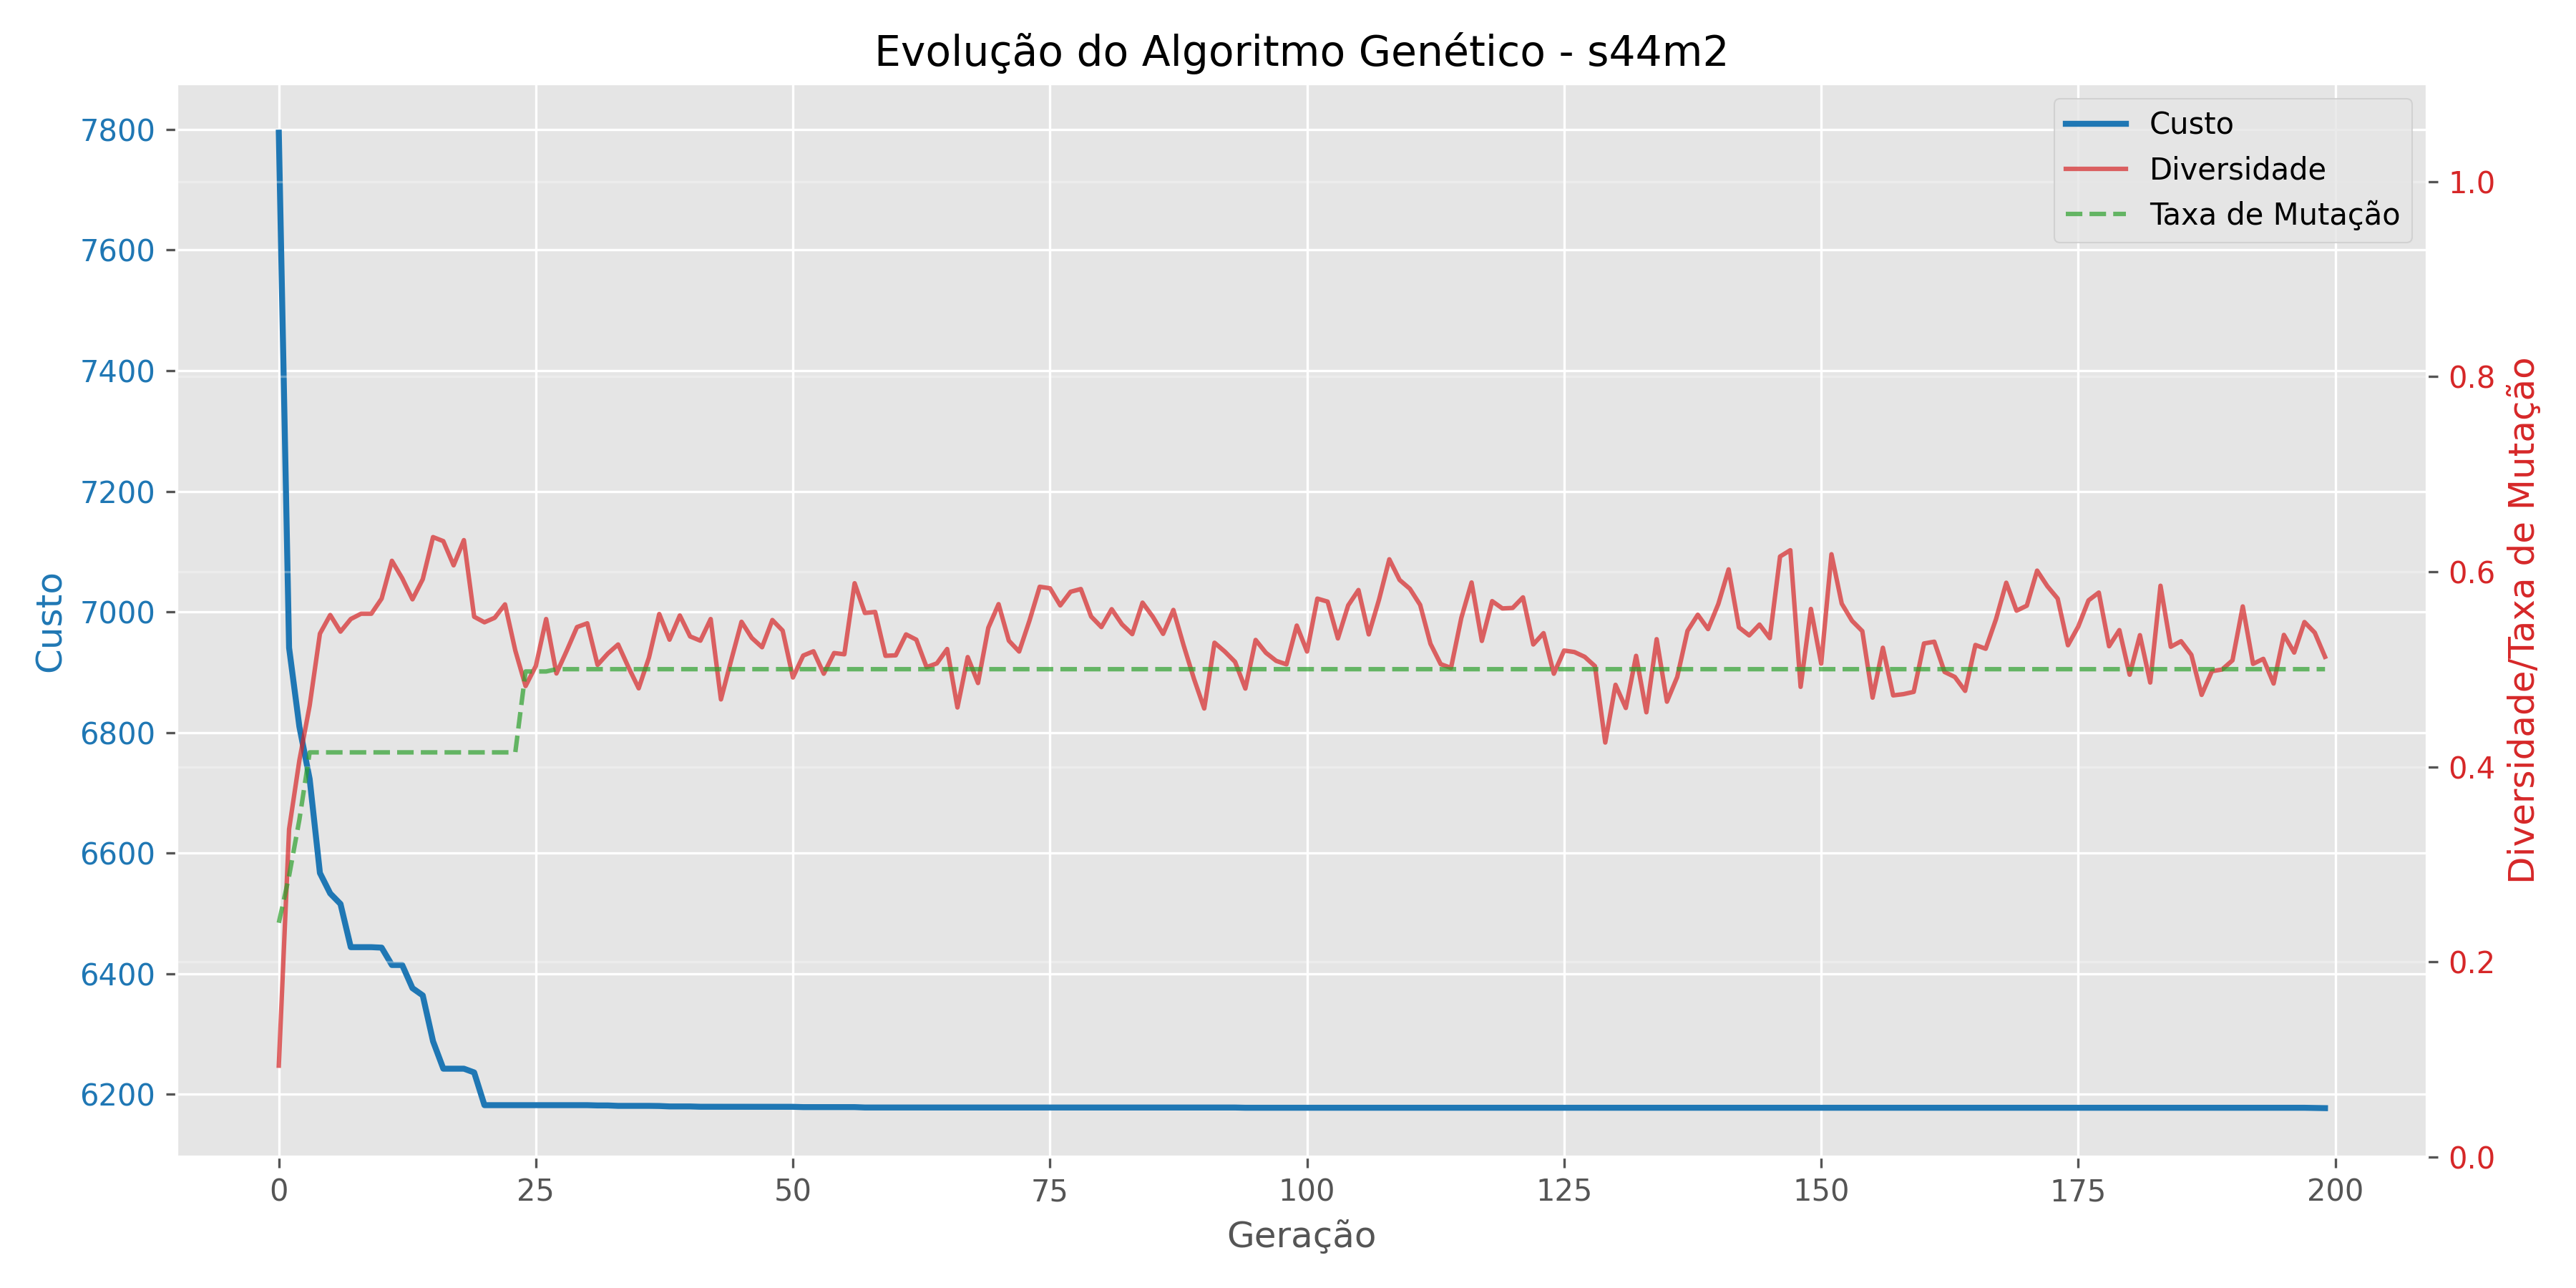 Evolução do Algoritmo Genético - s44m2
Custo
Diversidade
Taxa de Mutação
7800
7600
7400
7200
7000
6800
6600
6400
6200
Custo
1.0
0.8
0.6
0.4
0.2
0.0
Diversidade/Taxa de Mutação
0 25 50 75 100 125 150 175 200
Geração